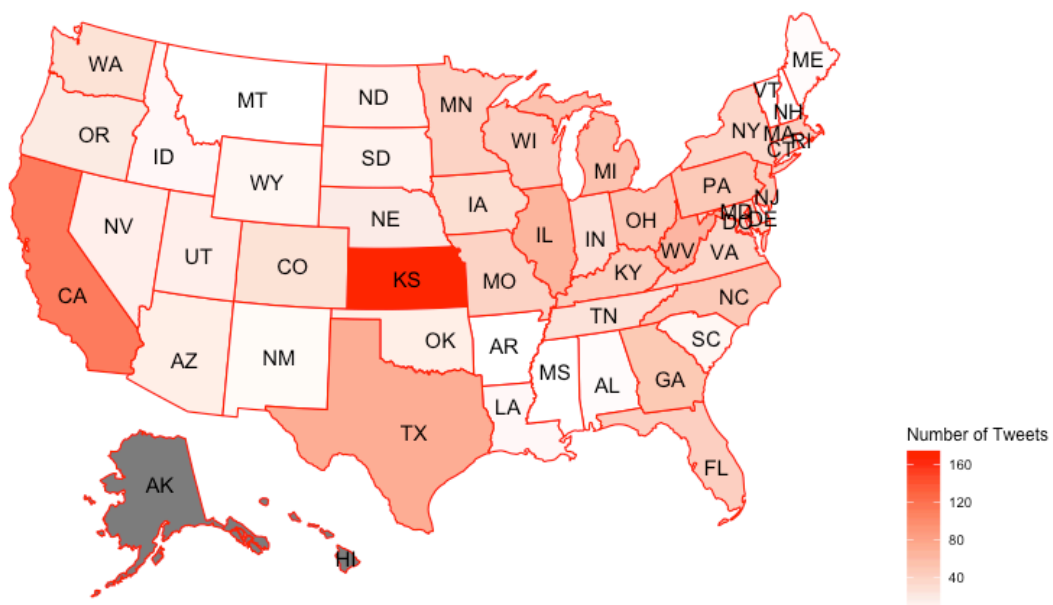 WA
ME
MT
ND
VT
MN
NH
OR
NY
MA
RI
WI
CT
ID
SD
MI
WY
PA
NJ
IA
MD
NE
OH
DC
DE
NV
IL
IN
WV
VA
UT
CO
KS
MO
KY
CA
NC
TN
OK
SC
AR
AZ
NM
MS
GA
AL
LA
TX
Number of Tweets
FL
160
AK
120
80
HI
40